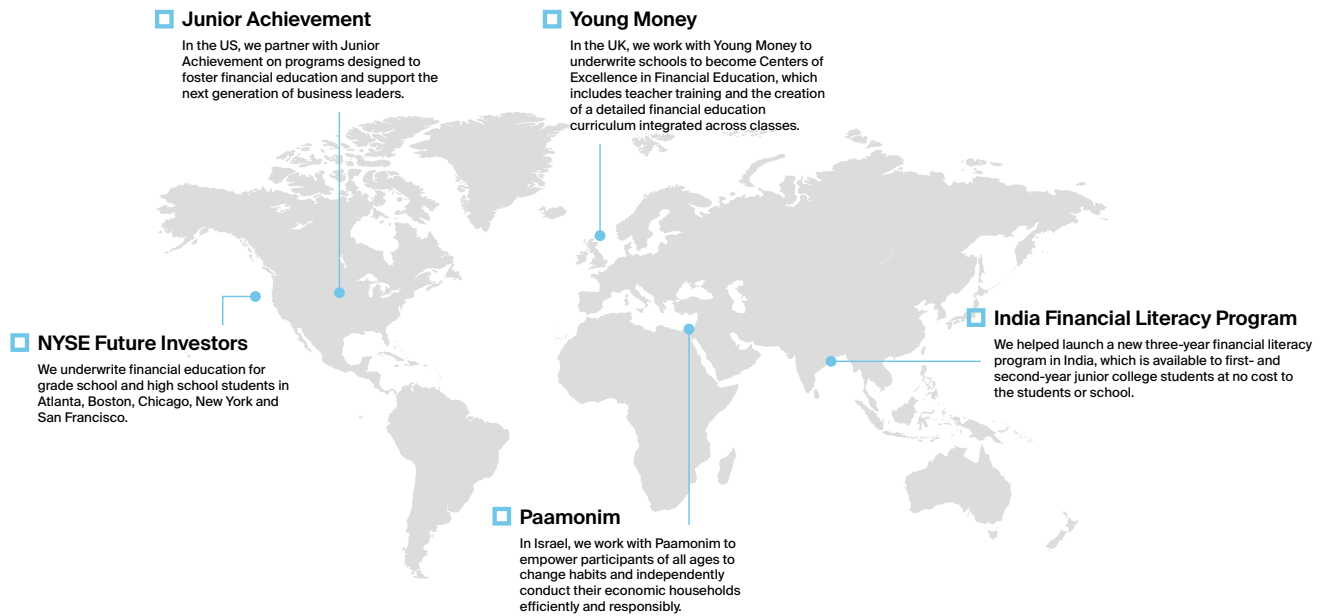 Junior Achievement
In the US, we partner with Junior
Achievement on programs designed to
foster financial education and support the
next generation of business leaders.
Young Money
In the UK, we work with Young Money to
underwrite schools to become Centers of
Excellence in Financial Education, which
includes teacher training and the creation
of a detailed financial education
curriculum integrated across classes.
NYSE Future Investors
We underwrite financial education for
grade school and high school students in
Atlanta, Boston, Chicago, New York and
San Francisco.
India Financial Literacy Program
We helped launch a new three-year financial literacy
program in India, which is available to first- and
second-year junior college students at no cost to
the students or school.
Paamonim
In Israel, we work with Paamonim to
empower participants of all ages to
change habits and independently
conduct their economic households
efficiently and responsibly.